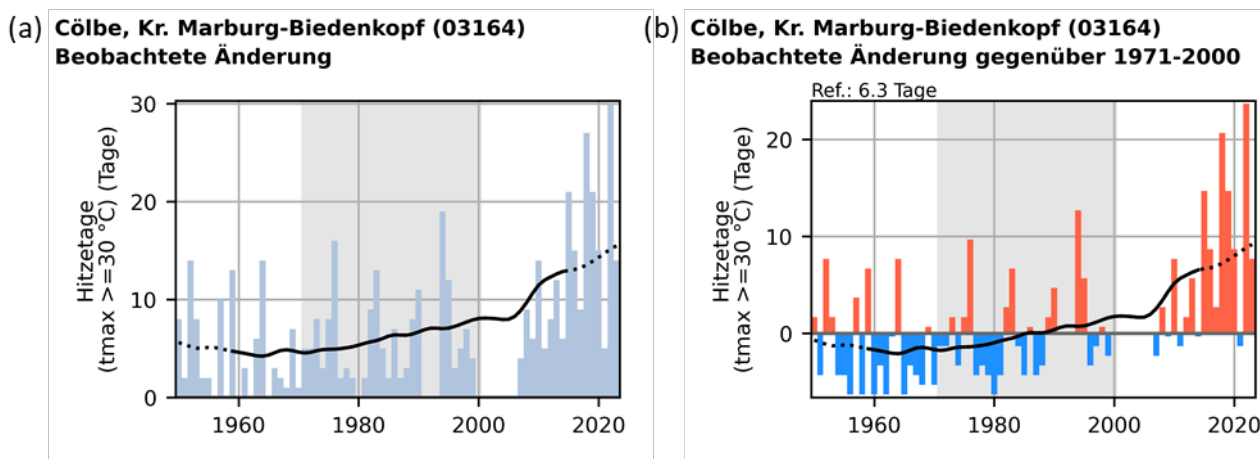 (a) Cölbe, Kr. Marburg-Biedenkopf (03164)
Beobachtete Änderung
Hitzetage
(tmax >=30 °C) (Tage)
30
20
10
0
1960 1980 2000 2020
(b) Cölbe, Kr. Marburg-Biedenkopf (03164)
Beobachtete Änderung gegenüber 1971-2000
Ref.: 6.3 Tage
Hitzetage
(tmax >=30 °C) (Tage)
20
10
0
1960 1980 2000 2020